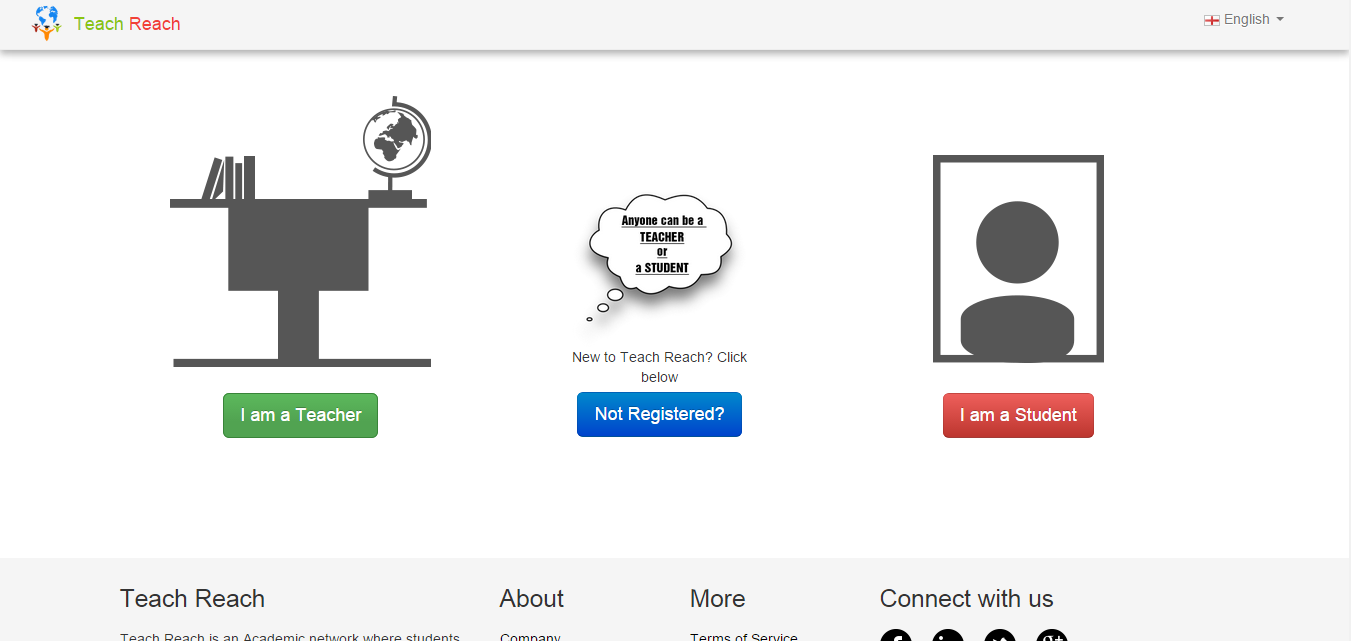 Teach Reach
English
Anyone can be a
TEACHER
or
a STUDENT
New to Teach Reach? Click
below
I am a Teacher
Not Registered?
I am a Student
Teach Reach
About
More
Connect with us
Teach Reach is an Academic network where students
Company
Terms of Service